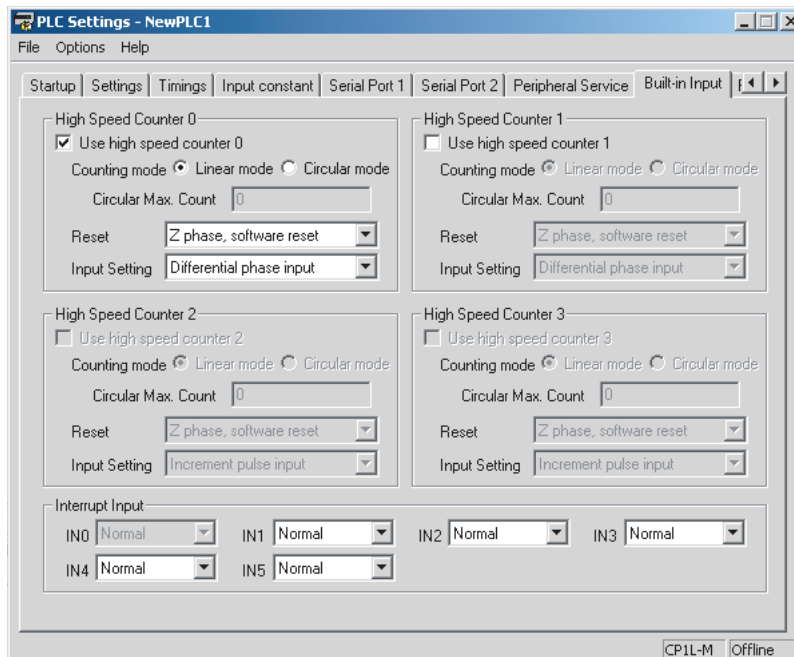 PLC Settings - NewPLC1
File Options Help
Startup Settings Timings Input constant Serial Port 1 Serial Port 2 Peripheral Service Built-in Input
High Speed Counter 0
Use high speed counter 0
Counting mode Linear mode Circular mode
Circular Max. Count 0
Reset Z phase, software reset
Input Setting Differential phase input
High Speed Counter 1
Use high speed counter 1
Counting mode Linear mode Circular mode
Circular Max. Count 0
Reset Z phase, software reset
Input Setting Differential phase input
High Speed Counter 2
Use high speed counter 2
Counting mode Linear mode Circular mode
Circular Max. Count 0
Reset Z phase, software reset
Input Setting Increment pulse input
High Speed Counter 3
Use high speed counter 3
Counting mode Linear mode Circular mode
Circular Max. Count 0
Reset Z phase, software reset
Input Setting Increment pulse input
Interrupt Input
IN0 Normal IN1 Normal IN2 Normal IN3 Normal
IN4 Normal IN5 Normal
CP1L-M Offline